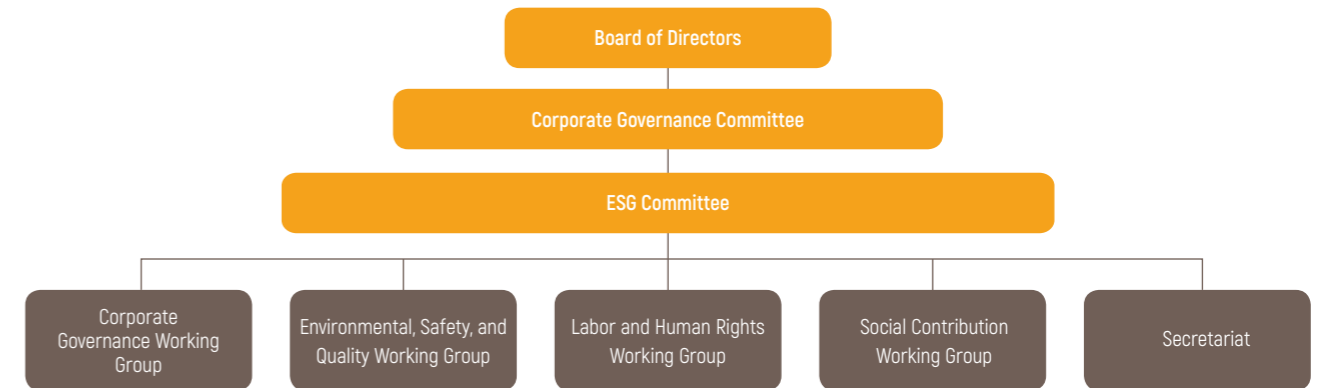 Board of Directors
Corporate Governance Committee
ESG Committee
Corporate
Governance Working
Group
Environmental, Safety, and
Quality Working Group
Labor and Human Rights
Working Group
Social Contribution
Working Group
Secretariat